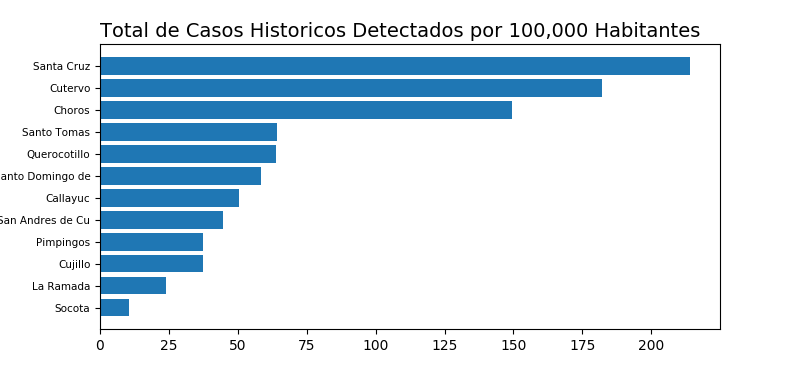 Total de Casos Historicos Detectados por 100,000 Habitantes
Santa Cruz
Cutervo
Choros
Santo Tomas
Querocotillo
anto Domingo de
Callayuc
San Andres de Cu
Pimpingos
Cujillo
La Ramada
Socota
0 25 50 75 100 125 150 175 200